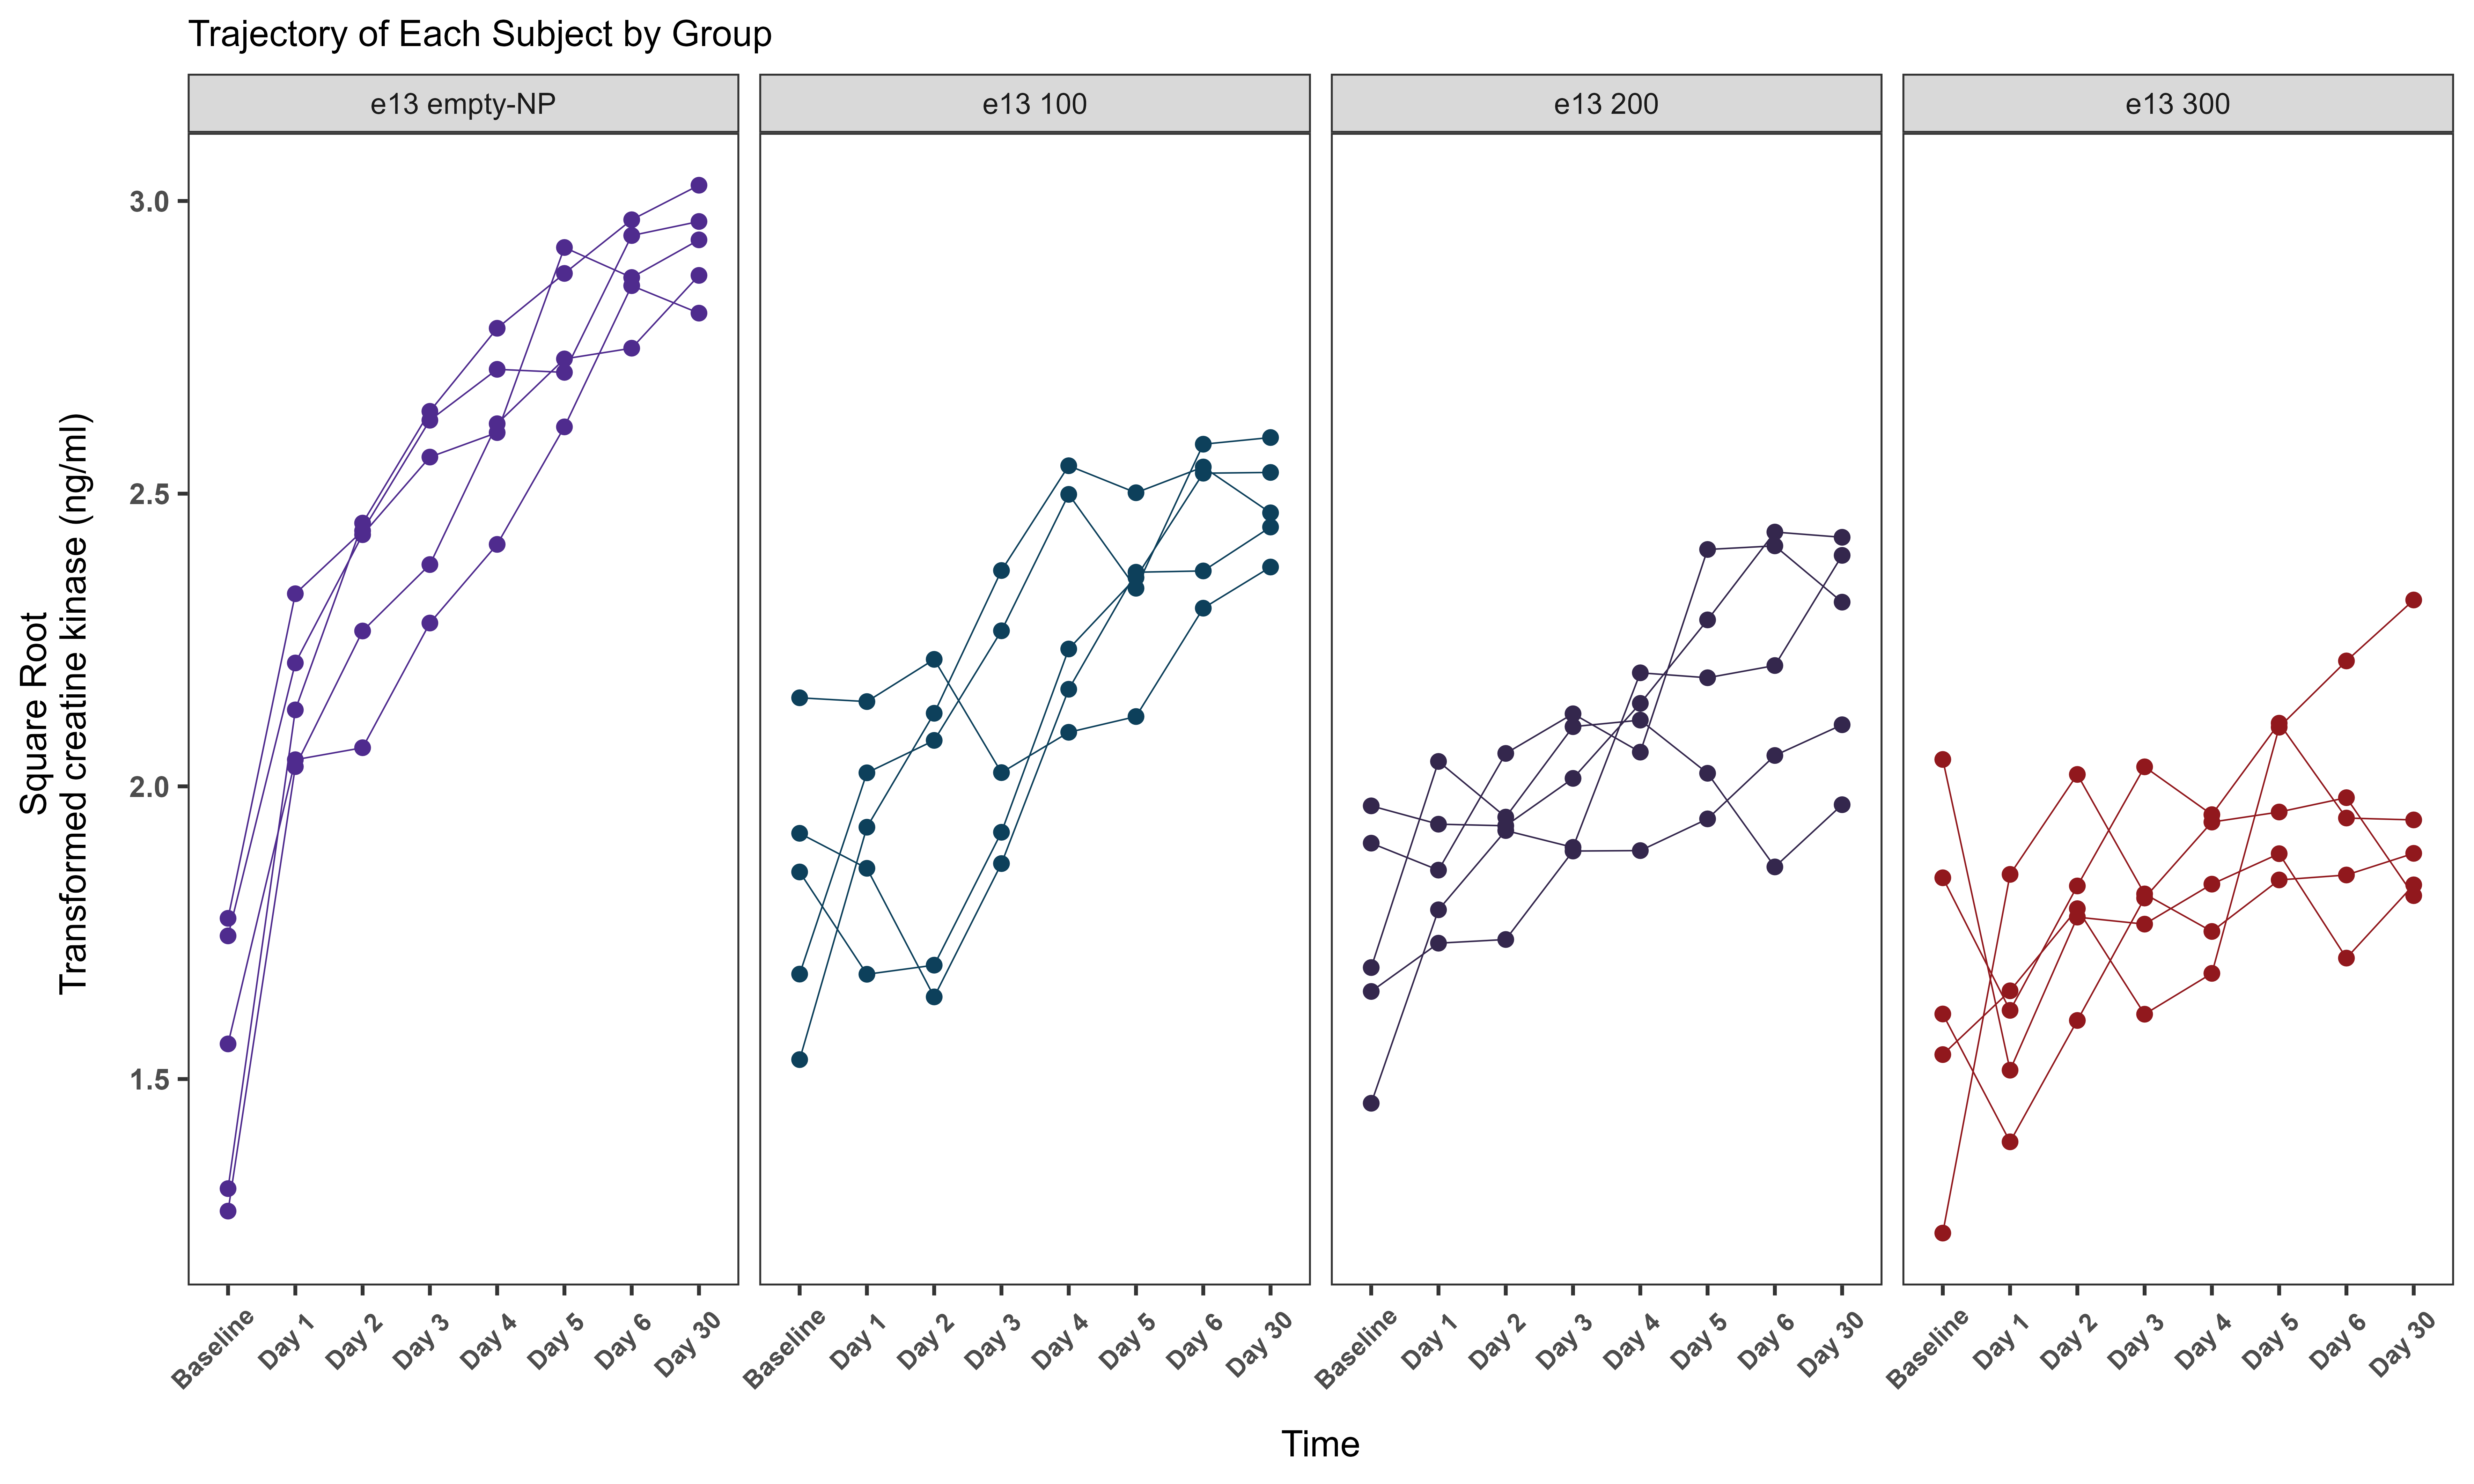 Trajectory of Each Subject by Group
e13 empty-NP
e13 100
e13 200
e13 300
Square Root
Transformed creatine kinase (ng/ml)
3.0
2.5
2.0
1.5
Baseline
Day 1
Day 2
Day 3
Day 4
Day 5
Day 6
Day 30
Baseline
Day 1
Day 2
Day 3
Day 4
Day 5
Day 6
Day 30
Baseline
Day 1
Day 2
Day 3
Day 4
Day 5
Day 6
Day 30
Baseline
Day 1
Day 2
Day 3
Day 4
Day 5
Day 6
Day 30
Time